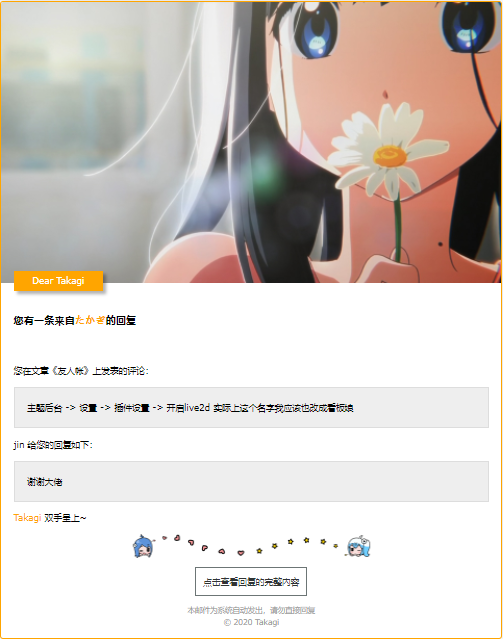 Dear Takagi
您有一条来自たかぎ的回复
您在文章《友人帐》上发表的评论：
主题后台 -> 设置 -> 插件设置 -> 开启live2d 实际上这个名字我应该也改成看板娘
jin 给您的回复如下：
谢谢大佬
Takagi 双手呈上~
点击查看回复的完整内容
本邮件为系统自动发出，请勿直接回复
© 2020 Takagi